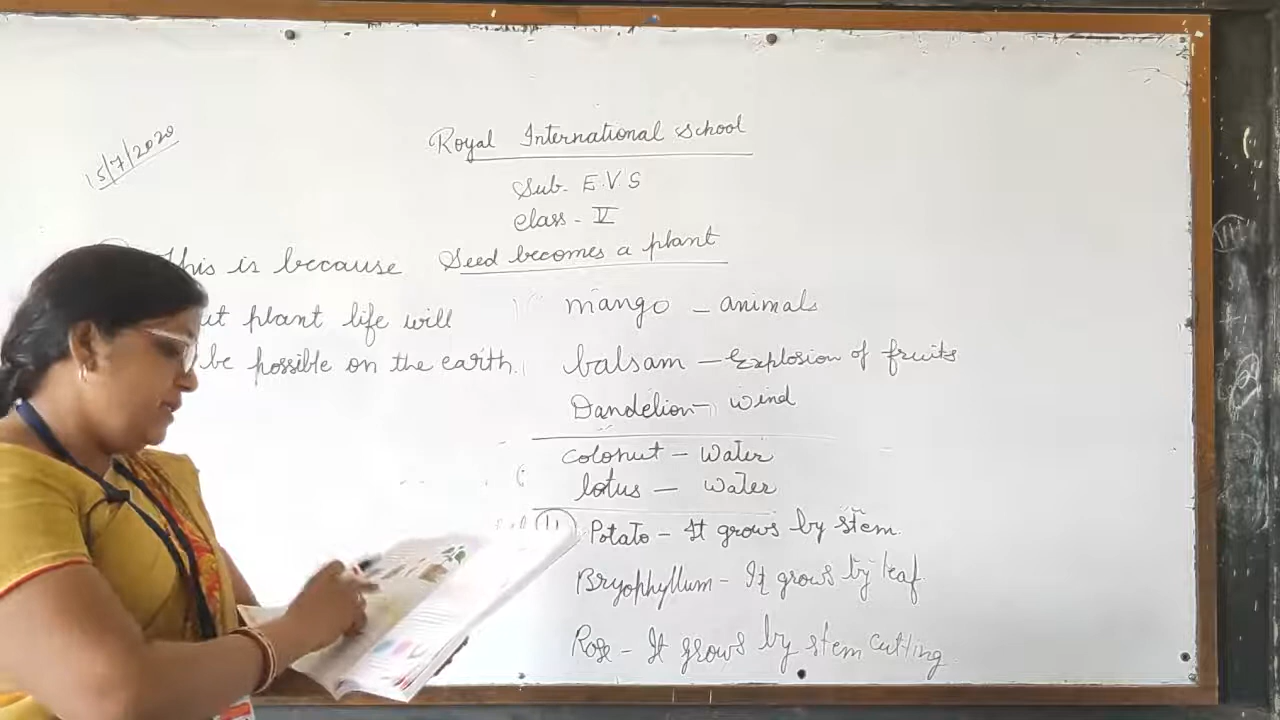 15/7/2020
Royal International School
Sub- E.V.S
Class - V
Seed becomes a plant
This is because
ut plant life will
be possible on the earth.
mango - animals
balsam - Explosion of fruits
Dandelion - wind
Coconut - Water
lotus - Water
11 Potato - It grows by stem.
Bryophyllum - It grows by leaf
Rose - It grows by stem cutting.